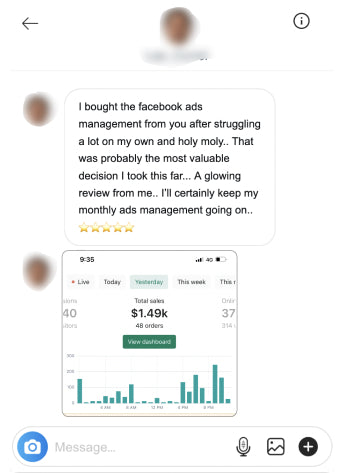 I bought the facebook ads
management from you after struggling
a lot on my own and holy moly.. That
was probably the most valuable
decision I took this far... A glowing
review from me.. I'll certainly keep my
monthly ads management going on..
⭐⭐⭐⭐⭐
9:35 4G
Live Today Yesterday This week This
Total sales
40 $1.49k 37
48 orders 314
View dashboard
300
200
100
0
4 AM 8 AM 12 PM 4 PM 8 PM
Message...